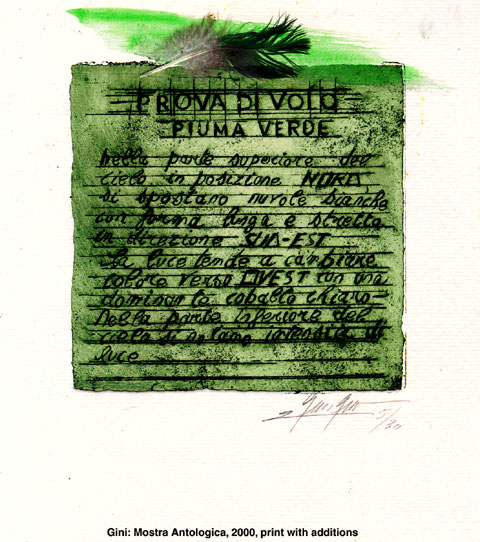 PROVA DI VOLO
PIUMA VERDE
Nella parte superiore del
cielo in posizione NORD
si spostano nuvole bianche
con forma lunga e stretta
in direzione SUD-EST
la luce tende a cambiare
colore verso OVEST con una
dominante cobalto chiaro
Nella parte inferiore del
cielo si notano intensità di
luce
5/30
Gini: Mostra Antologica, 2000, print with additions